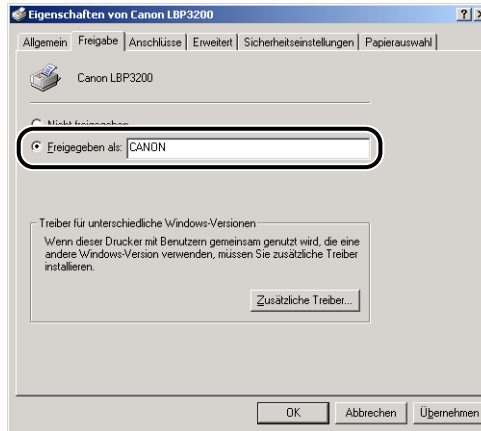 Eigenschaften von Canon LBP3200
Allgemein Freigabe Anschlüsse Erweitert Sicherheitseinstellungen Papierauswahl
Canon LBP3200
Nicht freigegeben
Freigegeben als: CANON
Treiber für unterschiedliche Windows-Versionen
Wenn dieser Drucker mit Benutzern gemeinsam genutzt wird, die eine
andere Windows-Version verwenden, müssen Sie zusätzliche Treiber
installieren.
Zusätzliche Treiber...
OK Abbrechen Übernehmen